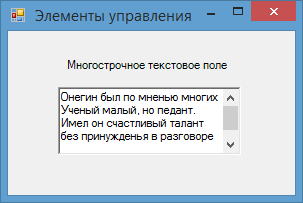 Элементы управления
Многострочное текстовое поле
Онегин был по мненью многих
Ученый малый, но педант.
Имел он счастливый талант
без принужденья в разговоре